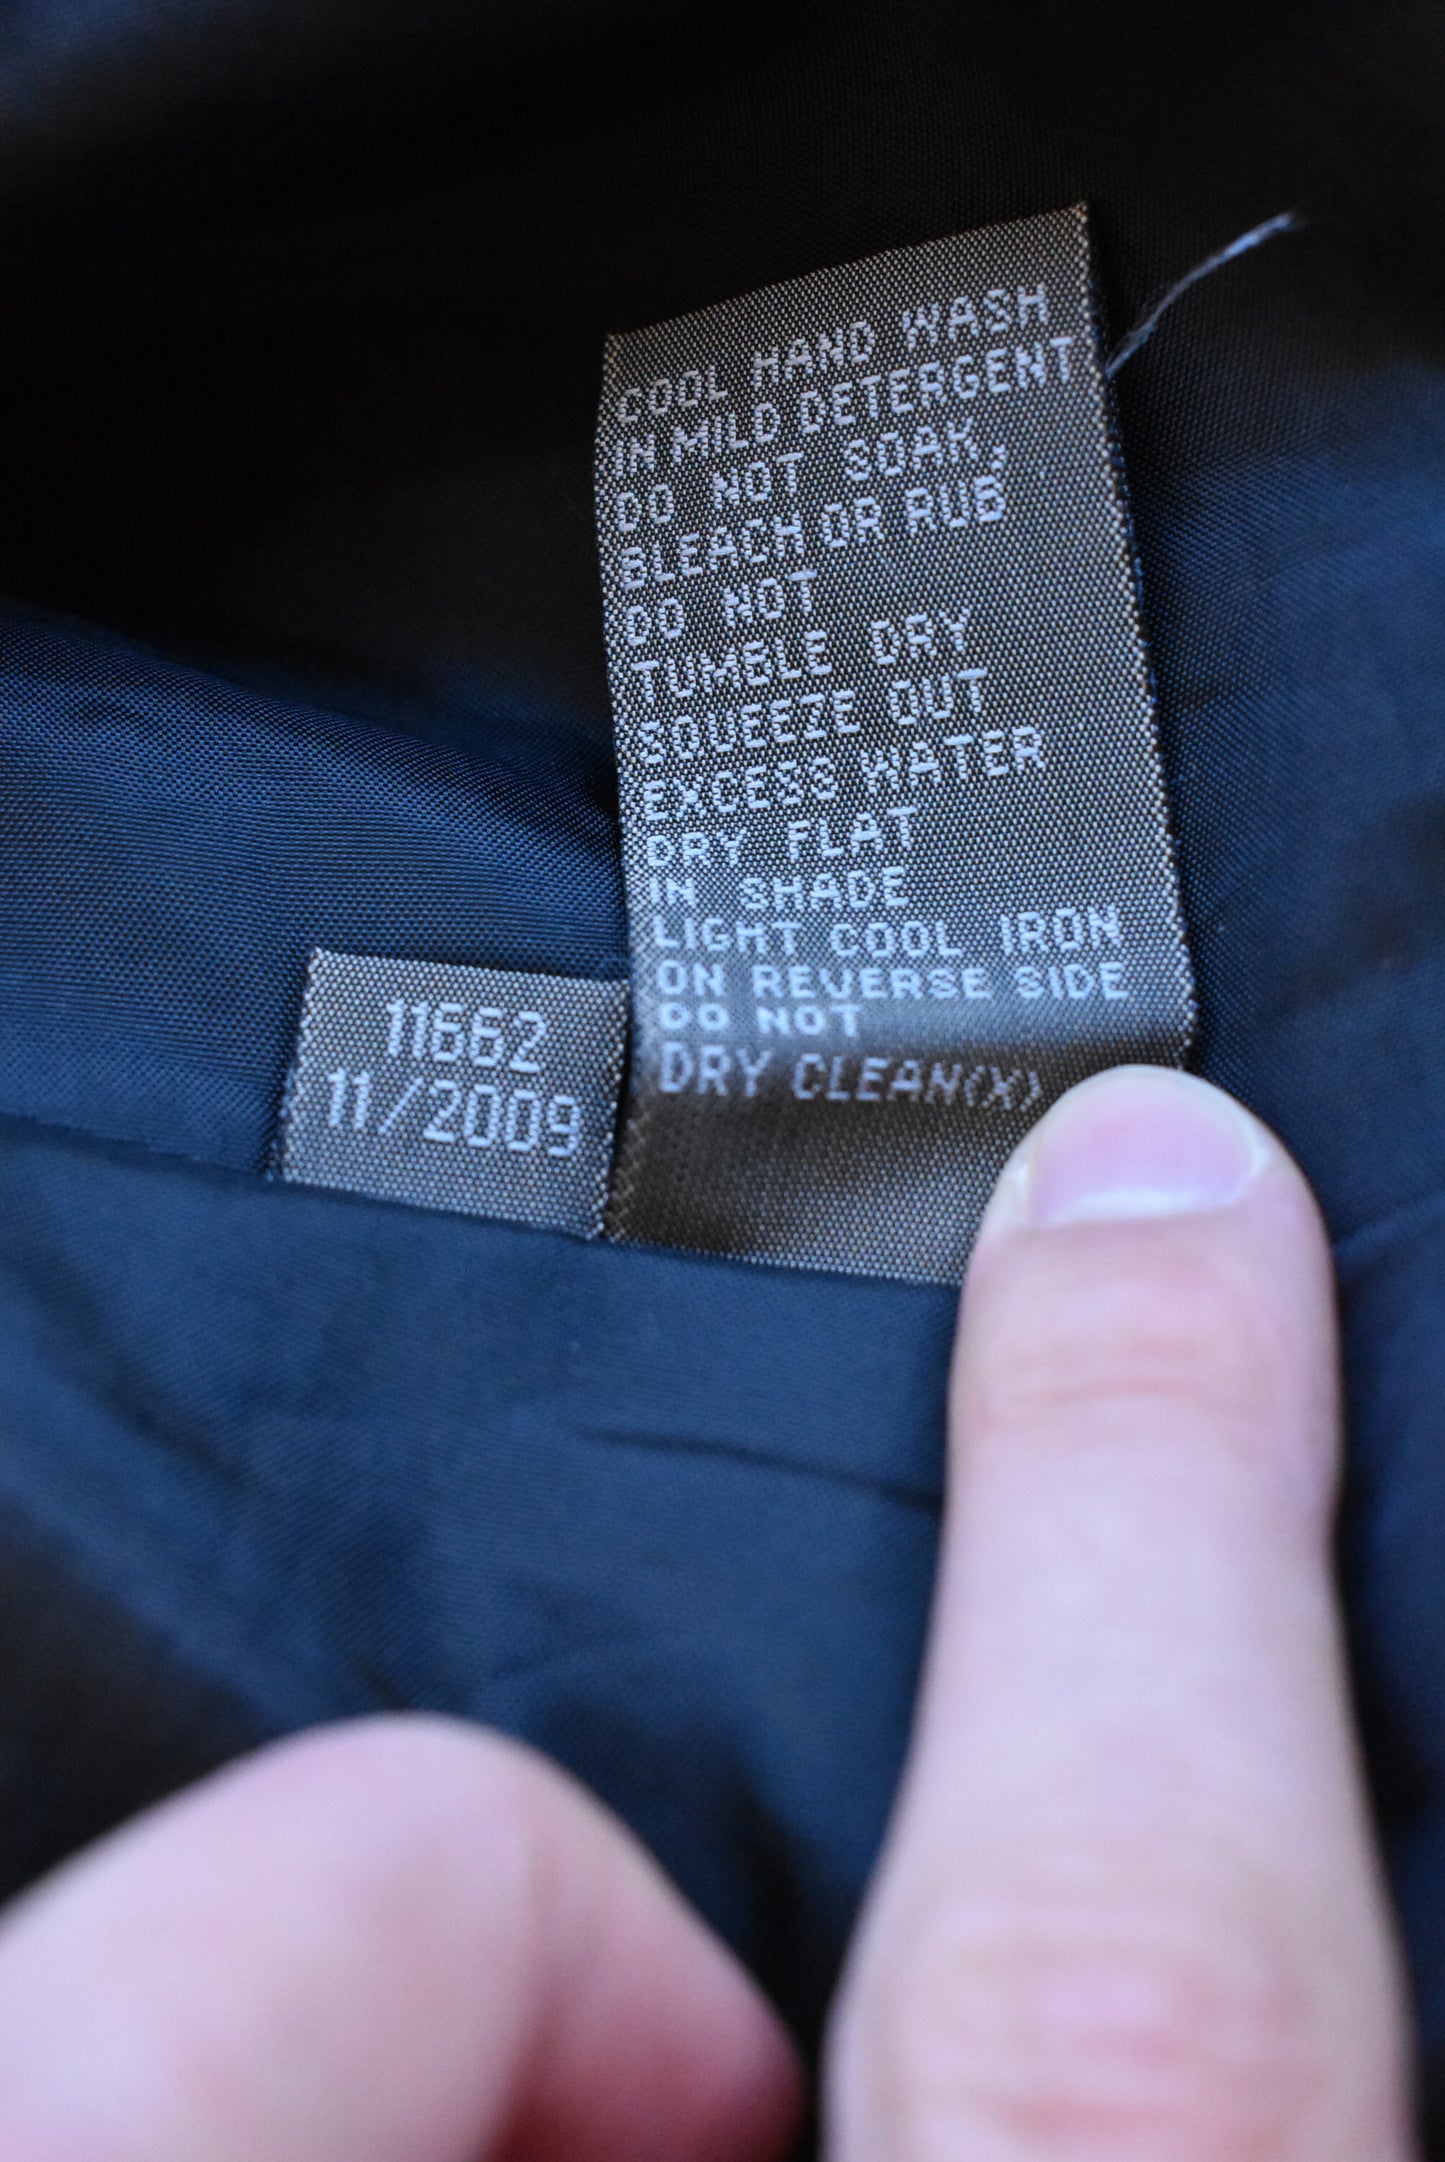 COOL HAND WASH
IN MILD DETERGENT
DO NOT SOAK,
BLEACH OR RUB
DO NOT
TUMBLE DRY
SQUEEZE OUT
EXCESS WATER
DRY FLAT
IN SHADE
LIGHT COOL IRON
ON REVERSE SIDE
DO NOT
DRY CLEAN(X)
11662
11/2009